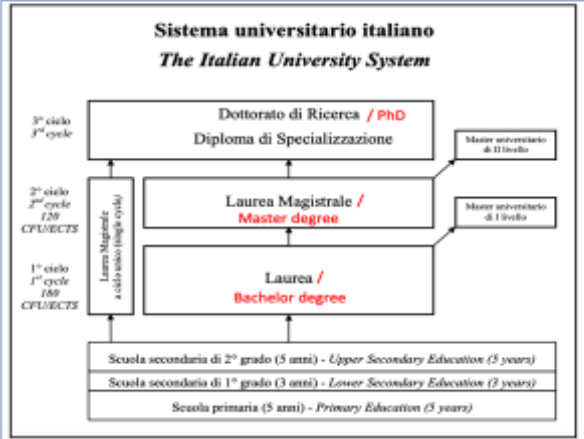 Sistema universitario italiano
The Italian University System
3° ciclo
3rd cycle
Dottorato di Ricerca / PhD
Diploma di Specializzazione
Master universitario
di II livello
2° ciclo
2nd cycle
120
CFU/ECTS
Laurea Magistrale
a ciclo unico (single cycle)
Laurea Magistrale /
Master degree
Master universitario
di I livello
1° ciclo
1st cycle
180
CFU/ECTS
Laurea /
Bachelor degree
Scuola secondaria di 2° grado (5 anni) - Upper Secondary Education (5 years)
Scuola secondaria di 1° grado (3 anni) - Lower Secondary Education (3 years)
Scuola primaria (5 anni) - Primary Education (5 years)